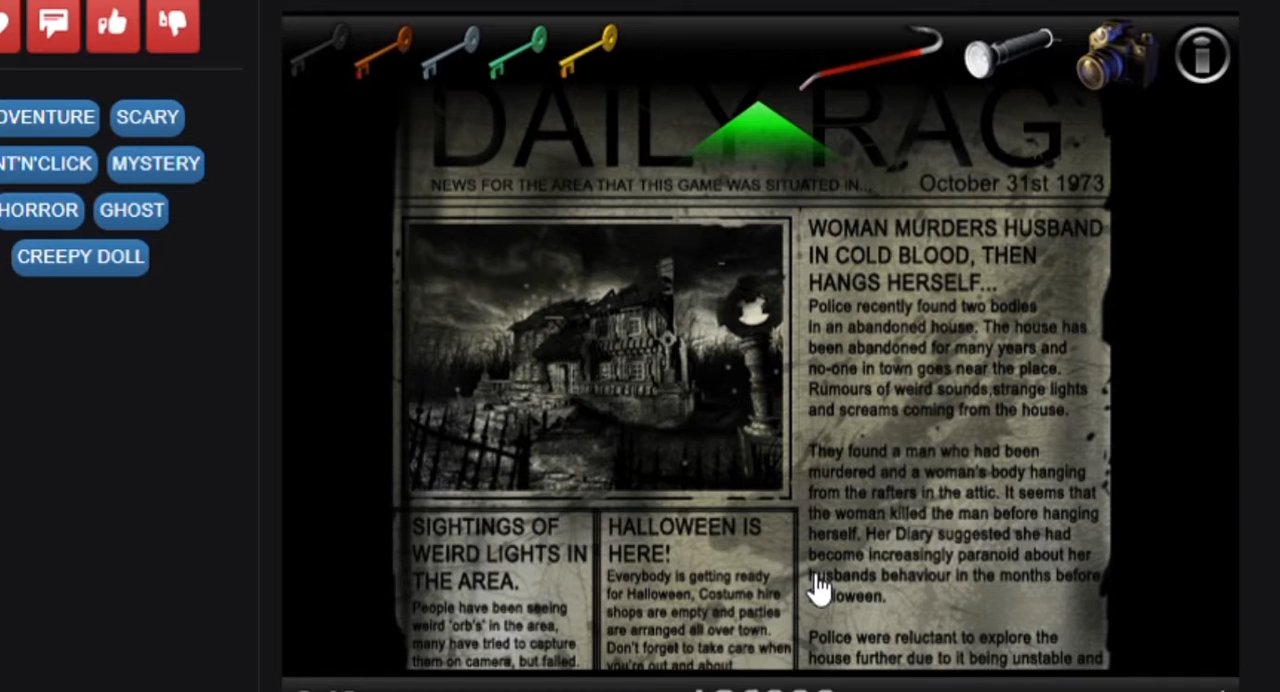 DVENTURE
SCARY
NT'N'CLICK
MYSTERY
HORROR
GHOST
CREEPY DOLL
DAILY RAG
NEWS FOR THE AREA THAT THIS GAME WAS SITUATED IN...
October 31st 1973
WOMAN MURDERS HUSBAND
IN COLD BLOOD, THEN
HANGS HERSELF...
Police recently found two bodies
in an abandoned house. The house has
been abandoned for many years and
no-one in town goes near the place.
Rumours of weird sounds,strange lights
and screams coming from the house.
They found a man who had been
murdered and a woman's body hanging
from the rafters in the attic. It seems that
the woman killed the man before hanging
herself. Her Diary suggested she had
become increasingly paranoid about her
husbands behaviour in the months before
loween.
Police were reluctant to explore the
house further due to it being unstable and
SIGHTINGS OF
WEIRD LIGHTS IN
THE AREA.
People have been seeing
weird 'orb's' in the area,
many have tried to capture
them on camera, but failed.
HALLOWEEN IS
HERE!
Everybody is getting ready
for Halloween, Costume hire
shops are empty and parties
are arranged all over town.
Don't forget to take care when
you're out and about